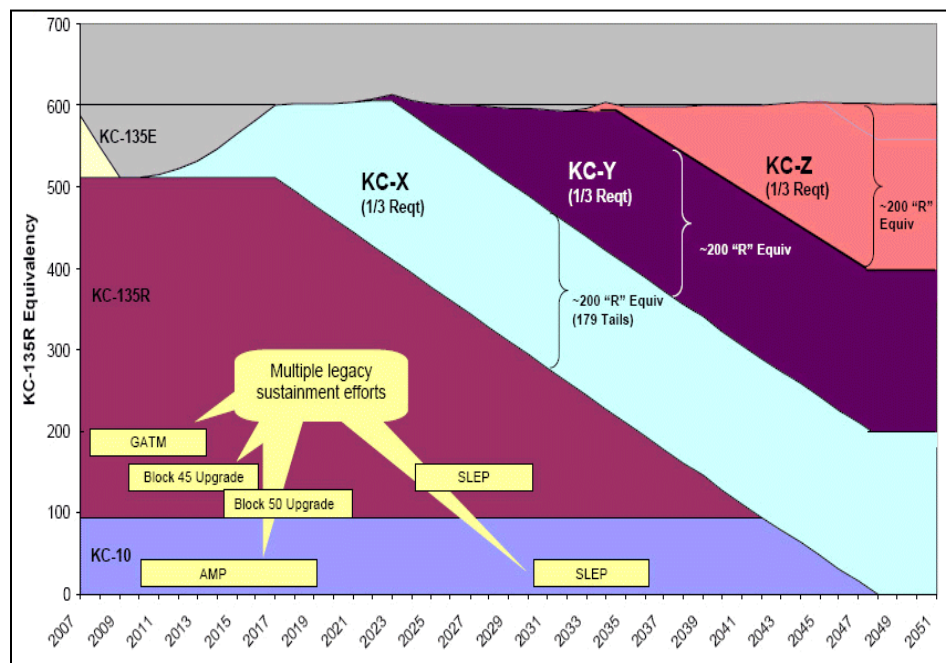 700
600
500
400
300
200
100
0
KC-135R Equivalency
KC-135E
KC-135R
KC-10
KC-X
(1/3 Reqt)
KC-Y
(1/3 Reqt)
KC-Z
(1/3 Reqt)
~200 "R" Equiv
(179 Tails)
~200 "R" Equiv
~200 "R"
Equiv
Multiple legacy
sustainment efforts
GATM
Block 45 Upgrade
Block 50 Upgrade
SLEP
AMP
SLEP
2007
2009
2011
2013
2015
2017
2019
2021
2023
2025
2027
2029
2031
2033
2035
2037
2039
2041
2043
2045
2047
2049
2051